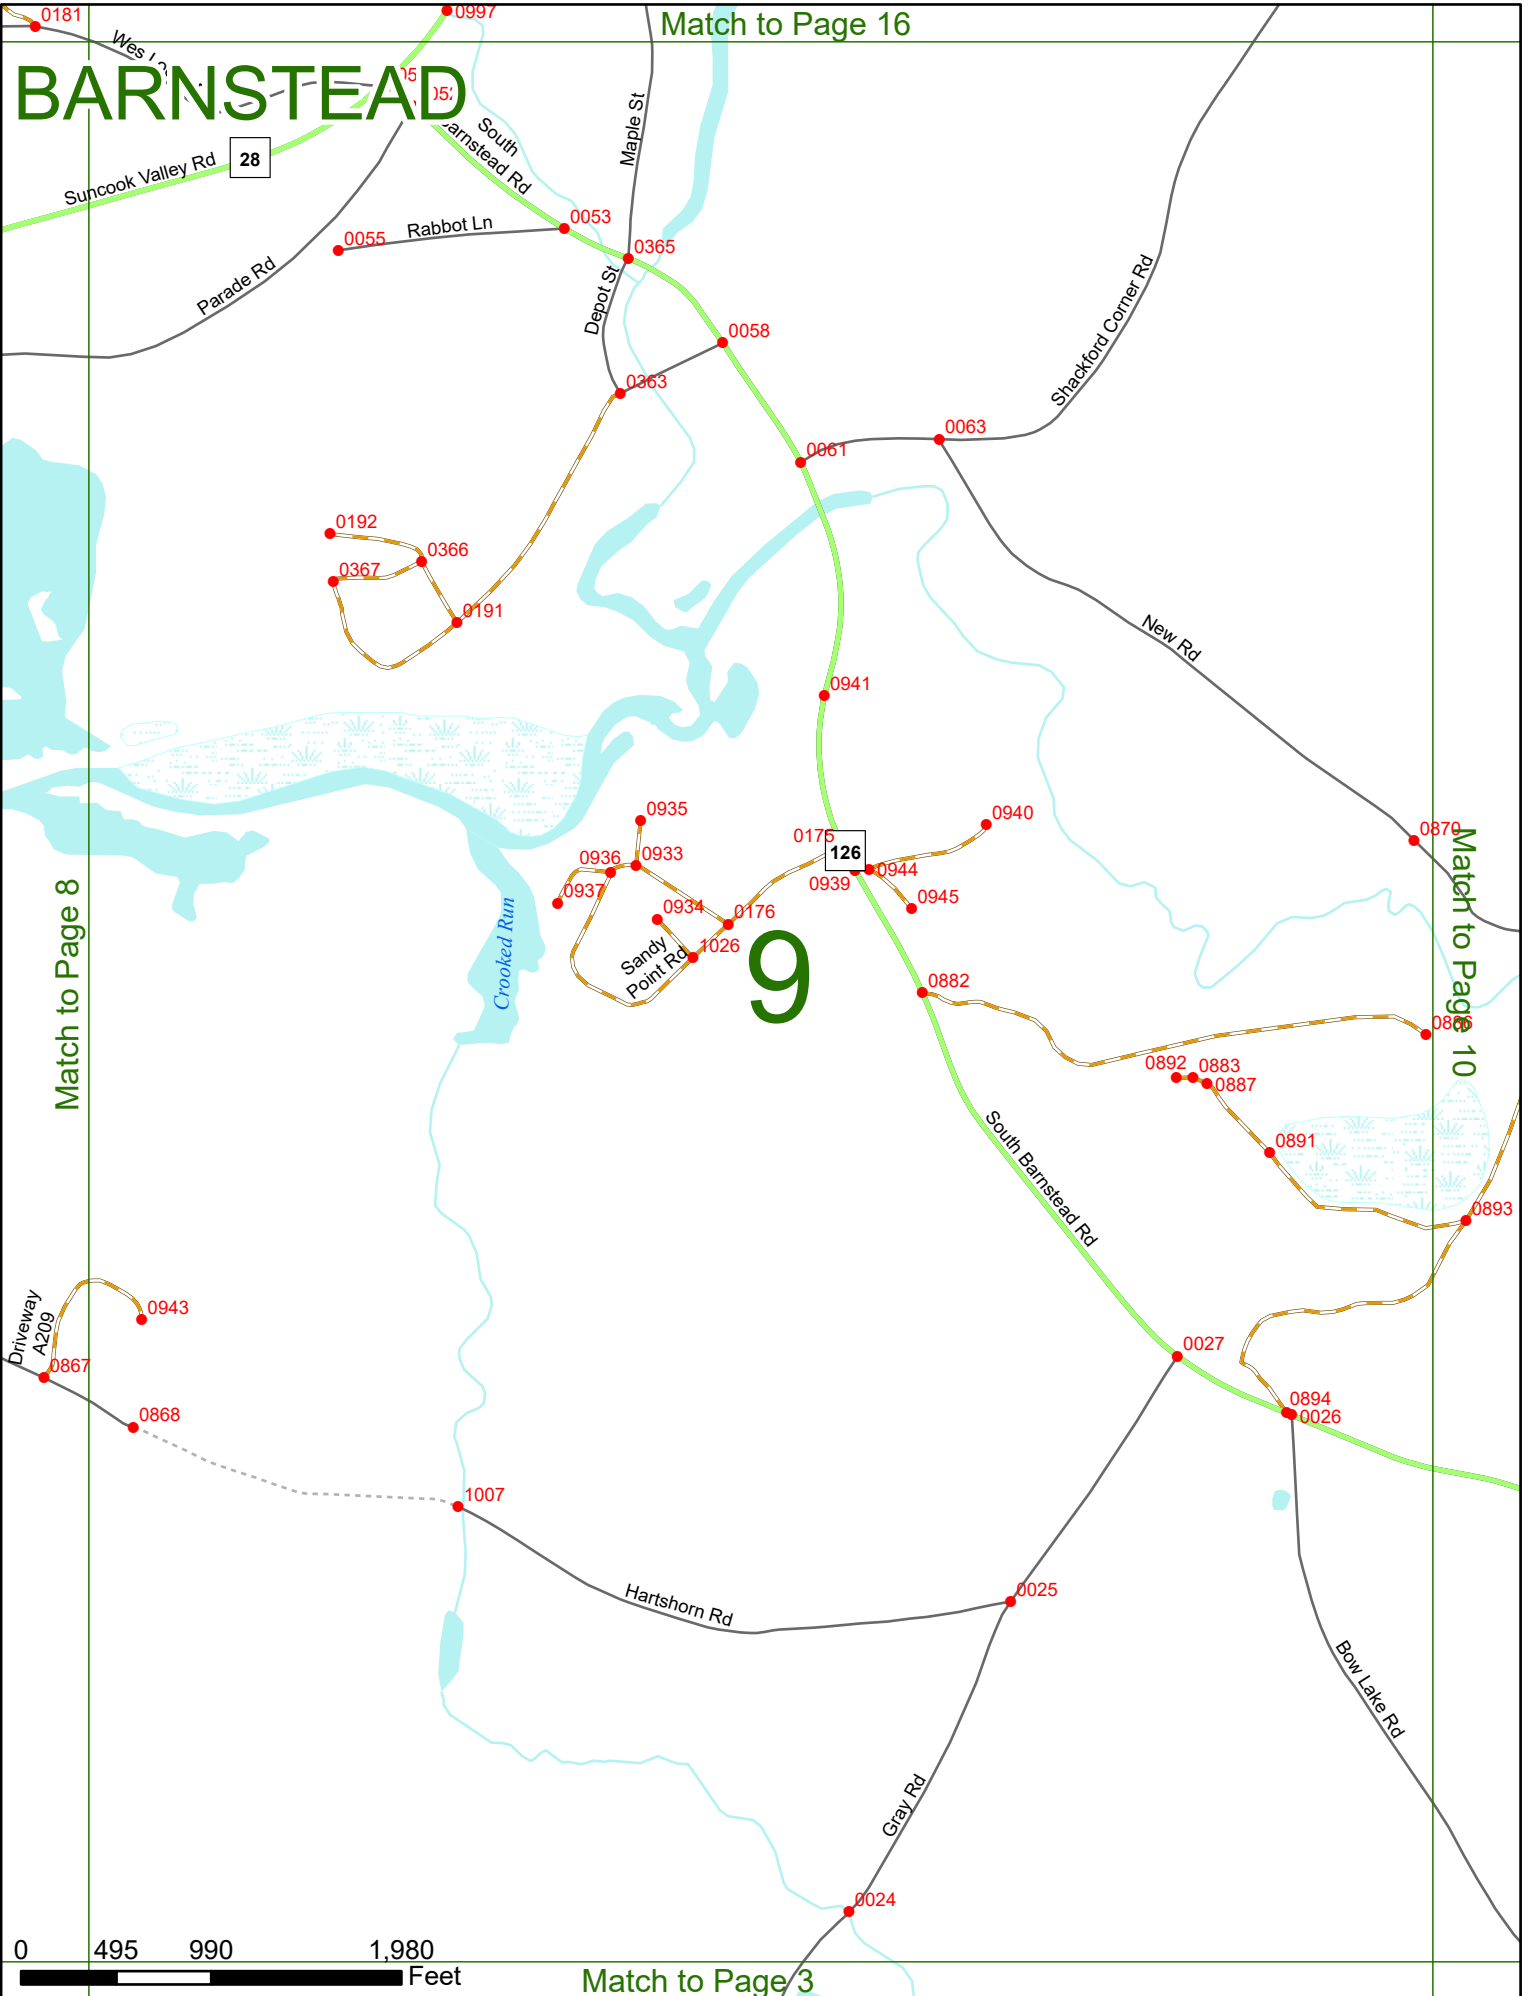 0181
0997
Match to Page 16
BARNSTEAD
South
Barnstead Rd
Maple St
28
Suncook Valley Rd
0053
Rabbot Ln
0055
0365
Parade Rd
Depot St
Shackford Corner Rd
0058
0363
0063
0061
0192
0366
0367
0191
New Rd
0941
0935
0940
0175
126
0870
0936
0933
0944
0939
0937
0945
0934
0176
Match to Page 8
Crooked Run
Sandy
Point Rd
1026
9
Match to Page 10
0882
0886
0892
0883
0887
South Barnstead Rd
0891
0893
0943
Driveway
A209
0867
0027
0894
0026
0868
1007
0025
Hartshorn Rd
Bow Lake Rd
Gray Rd
0024
0 495 990 1,980
Feet
Match to Page 3